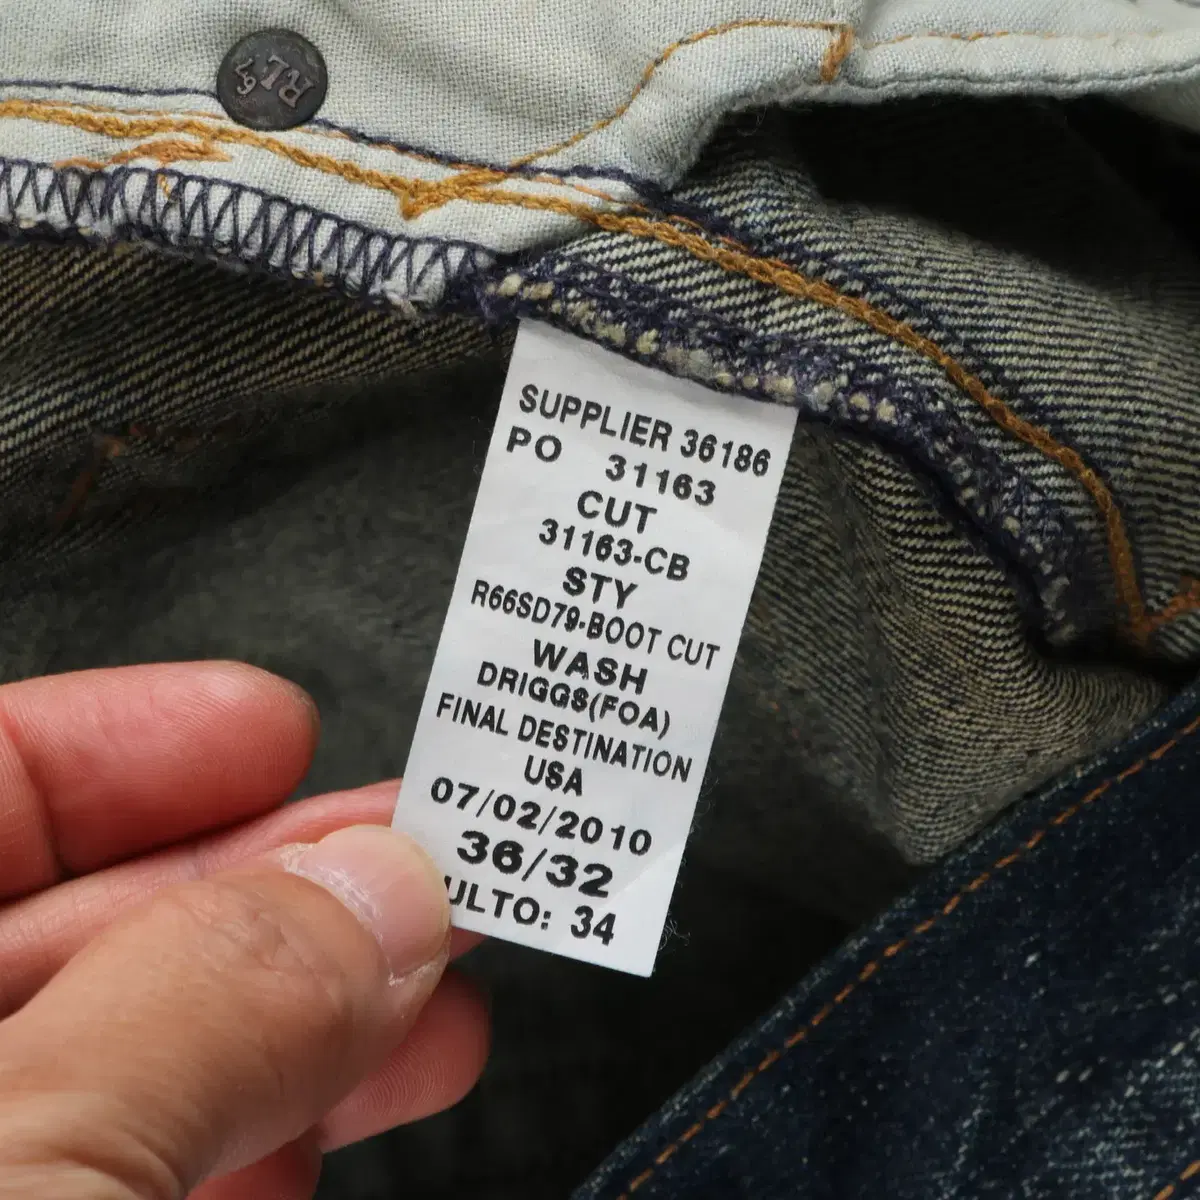 RL 67
SUPPLIER 36186
PO 31163
CUT
31163-CB
STY
R66SD79-BOOT CUT
WASH
DRIGGS(FOA)
FINAL DESTINATION
USA
07/02/2010
36/32
ULTO: 34